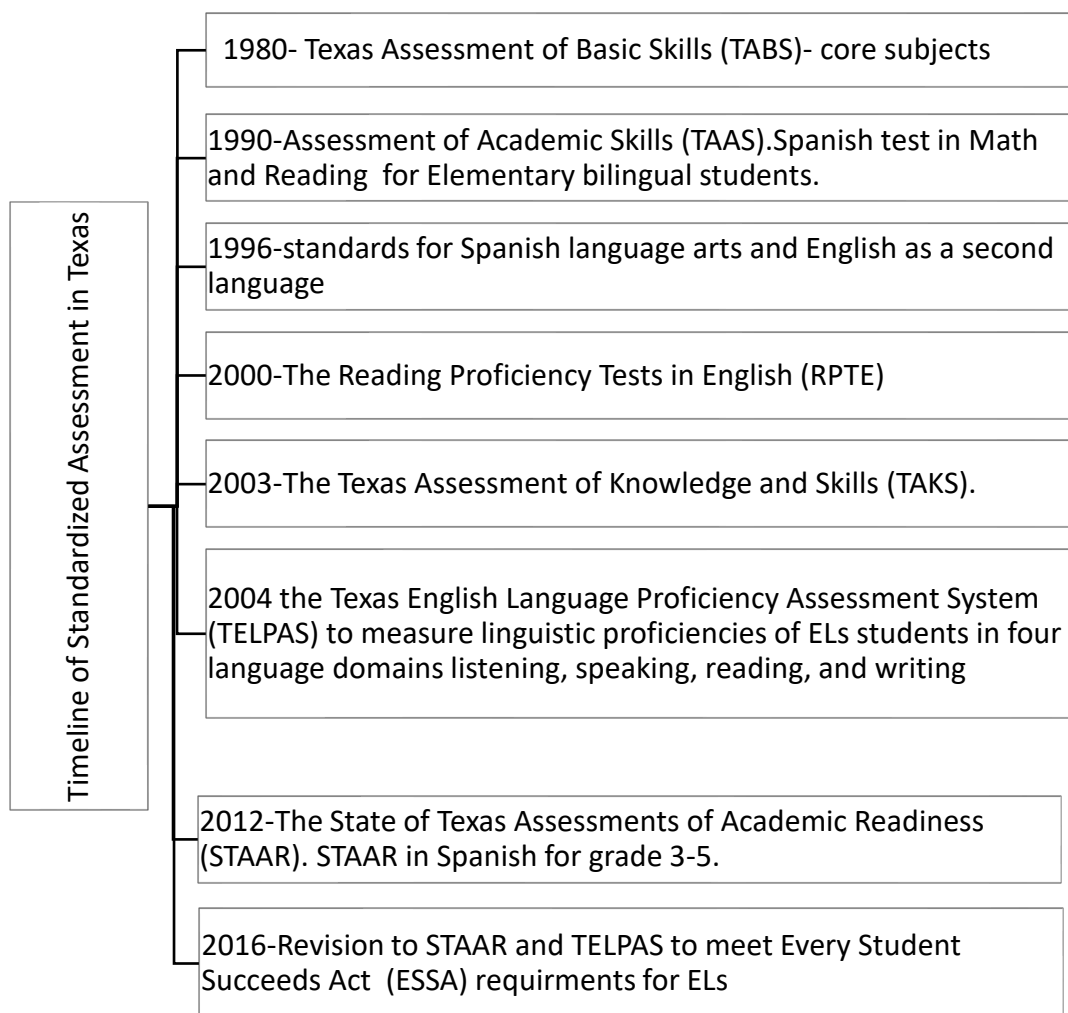 Timeline of Standardized Assessment in Texas
1980- Texas Assessment of Basic Skills (TABS)- core subjects
1990-Assessment of Academic Skills (TAAS).Spanish test in Math
and Reading for Elementary bilingual students.
1996-standards for Spanish language arts and English as a second
language
2000-The Reading Proficiency Tests in English (RPTE)
2003-The Texas Assessment of Knowledge and Skills (TAKS).
2004 the Texas English Language Proficiency Assessment System
(TELPAS) to measure linguistic proficiencies of ELs students in four
language domains listening, speaking, reading, and writing
2012-The State of Texas Assessments of Academic Readiness
(STAAR). STAAR in Spanish for grade 3-5.
2016-Revision to STAAR and TELPAS to meet Every Student
Succeeds Act (ESSA) requirments for ELs